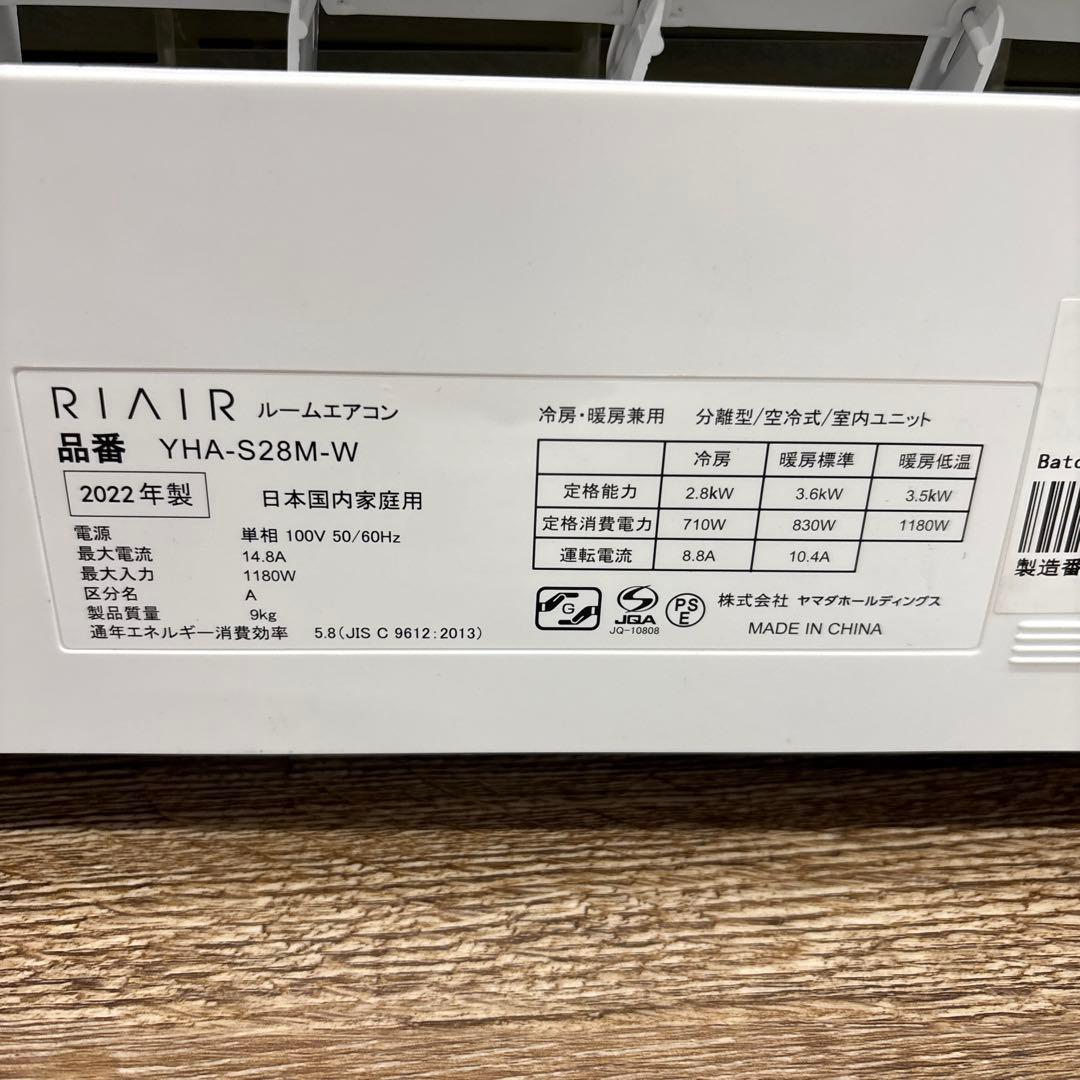 RIAIR ルームエアコン
品番 YHA-S28M-W
2022年製 日本国内家庭用
電源 単相 100V 50/60Hz
最大電流 14.8A
最大入力 1180W
区分名 A
製品質量 9kg
通年エネルギー消費効率 5.8(JIS C 9612:2013)
冷房・暖房兼用 分離型/空冷式/室内ユニット
冷房 暖房標準 暖房低温
定格能力 2.8kW 3.6kW 3.5kW
定格消費電力 710W 830W 1180W
運転電流 8.8A 10.4A
G JQA JQ-10808 PSE
株式会社 ヤマダホールディングス
MADE IN CHINA
製造番